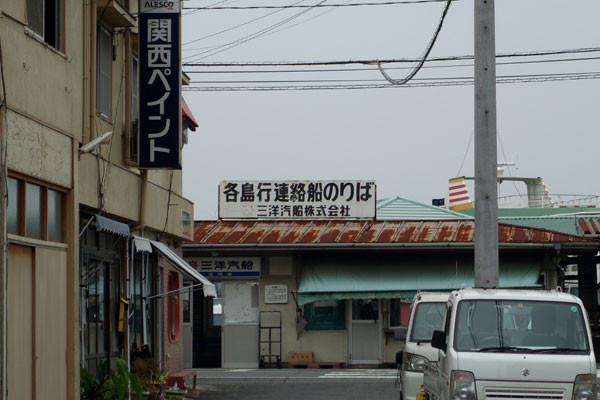 ALESCO
関西ペイント
各島行連絡船のりば
三洋汽船株式会社
三洋汽船